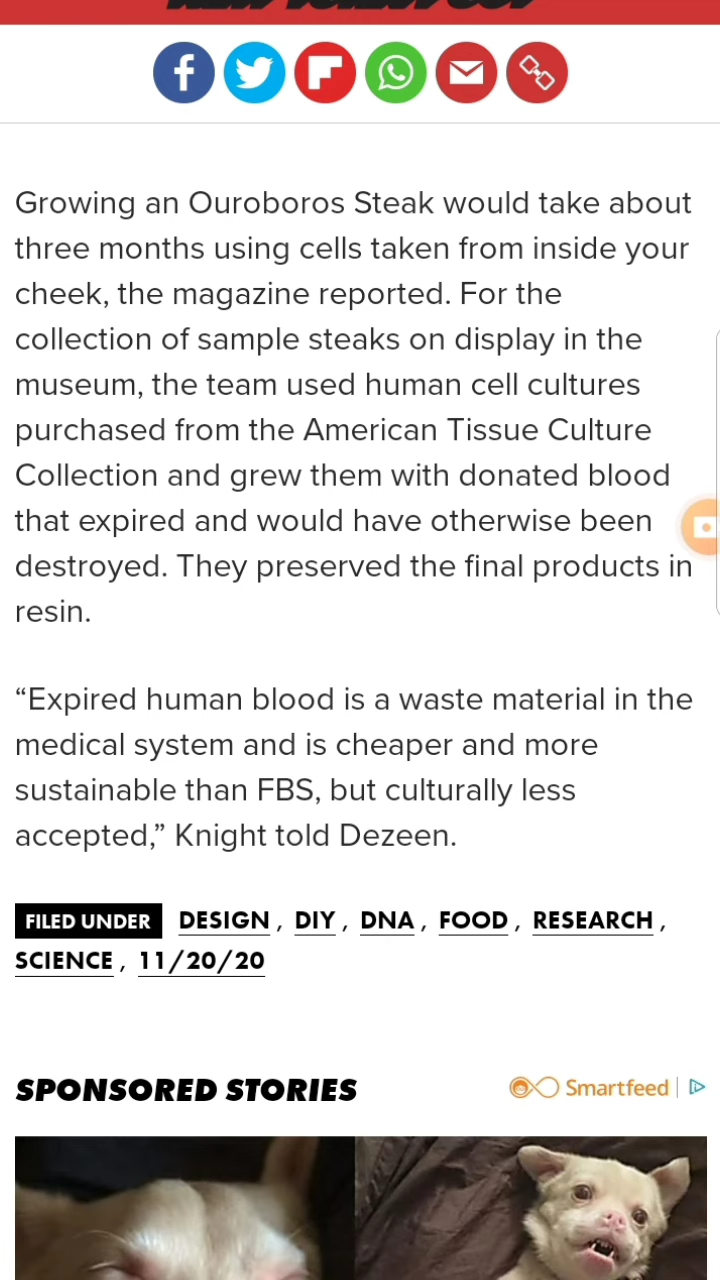 Growing an Ouroboros Steak would take about
three months using cells taken from inside your
cheek, the magazine reported. For the
collection of sample steaks on display in the
museum, the team used human cell cultures
purchased from the American Tissue Culture
Collection and grew them with donated blood
that expired and would have otherwise been
destroyed. They preserved the final products in
resin.
“Expired human blood is a waste material in the
medical system and is cheaper and more
sustainable than FBS, but culturally less
accepted,” Knight told Dezeen.
FILED UNDER DESIGN , DIY , DNA , FOOD , RESEARCH ,
SCIENCE , 11/20/20
SPONSORED STORIES Smartfeed